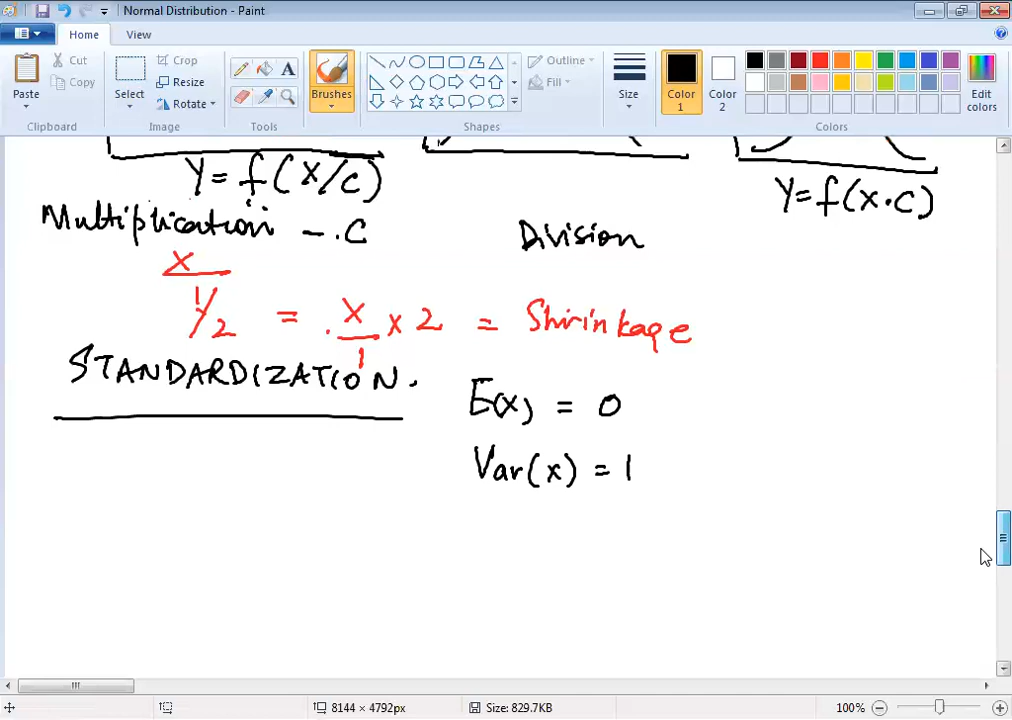 Normal Distribution - Paint
Home View
Paste
Cut
Copy
Clipboard
Select
Crop
Resize
Rotate
Image
A
Tools
Brushes
Outline
Fill
Shapes
Size
Color 1
Color 2
Edit colors
Colors
Y = f(x/c)
Y = f(x.c)
Multiplication - .c
Division
x
1/2 = . x/1 x 2 = Shrinkage
STANDARDIZATION.
E(x) = 0
Var(x) = 1
8144 × 4792px
Size: 829.7KB
100%